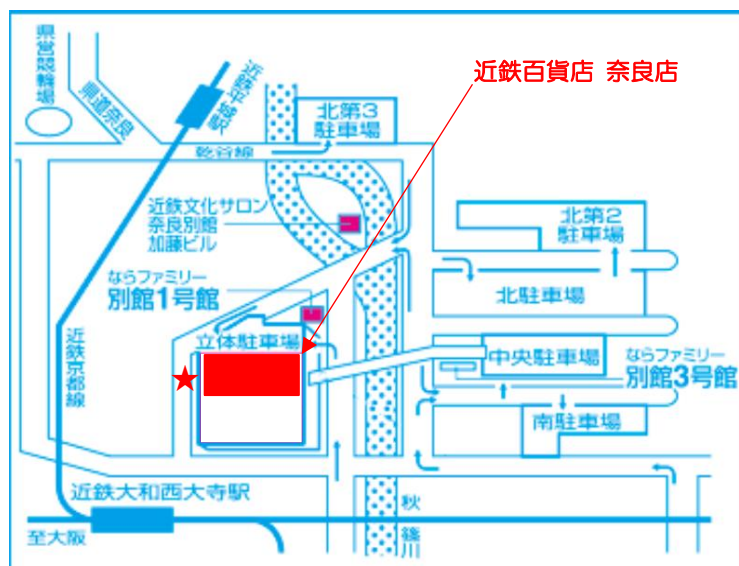 県営競輪場
県道奈良
近鉄平城駅
近鉄百貨店 奈良店
北第3
駐車場
乾谷線
近鉄文化サロン
奈良別館
加藤ビル
北第2
駐車場
ならファミリー
別館1号館
北駐車場
立体駐車場
近鉄京都線
中央駐車場
ならファミリー
別館3号館
南駐車場
近鉄大和西大寺駅
秋篠川
至大阪